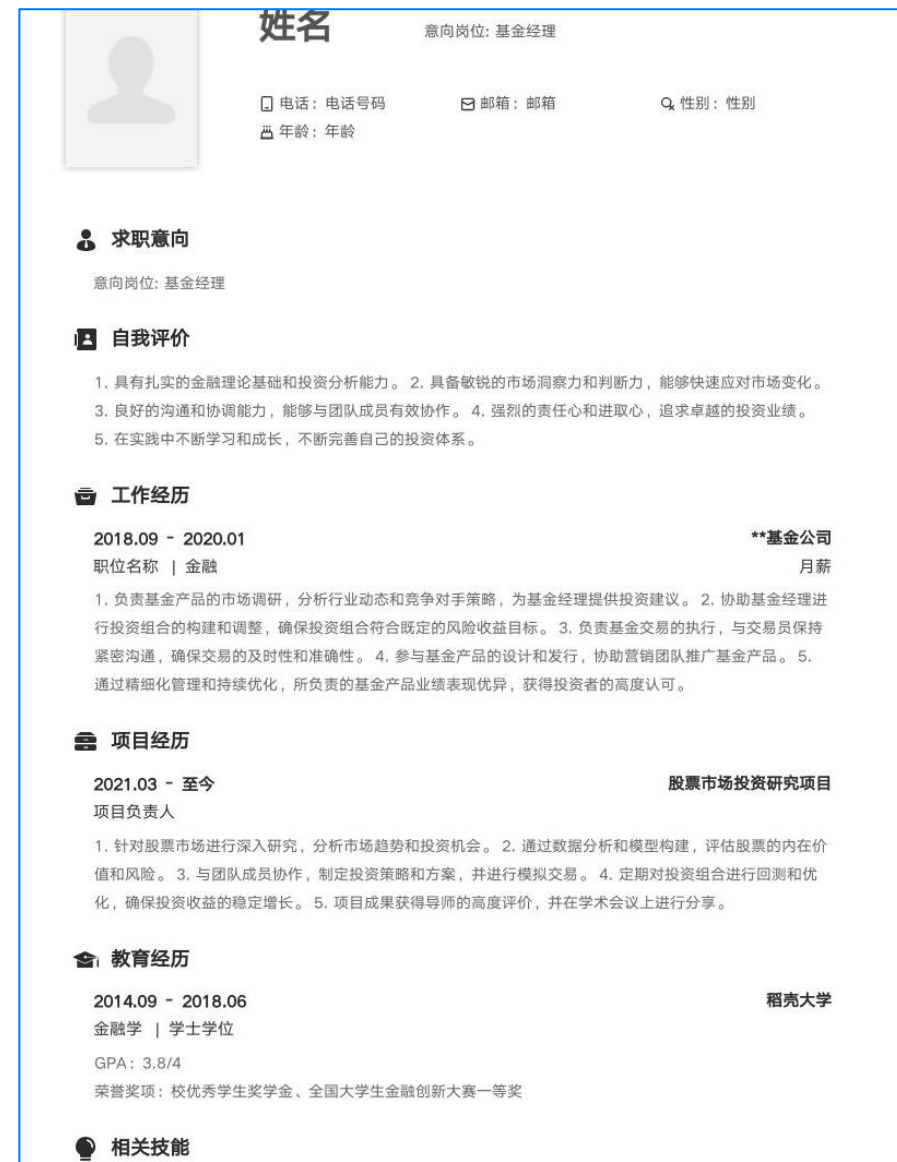 姓名
意向岗位: 基金经理
电话：电话号码
邮箱：邮箱
性别：性别
年龄：年龄
求职意向
意向岗位: 基金经理
自我评价
1. 具有扎实的金融理论基础和投资分析能力。 2. 具备敏锐的市场洞察力和判断力，能够快速应对市场变化。
3. 良好的沟通和协调能力，能够与团队成员有效协作。 4. 强烈的责任心和进取心，追求卓越的投资业绩。
5. 在实践中不断学习和成长，不断完善自己的投资体系。
工作经历
2018.09 - 2020.01
**基金公司
职位名称 | 金融
月薪
1. 负责基金产品的市场调研，分析行业动态和竞争对手策略，为基金经理提供投资建议。 2. 协助基金经理进
行投资组合的构建和调整，确保投资组合符合既定的风险收益目标。 3. 负责基金交易的执行，与交易员保持
紧密沟通，确保交易的及时性和准确性。 4. 参与基金产品的设计和发行，协助营销团队推广基金产品。 5.
通过精细化管理和持续优化，所负责的基金产品业绩表现优异，获得投资者的高度认可。
项目经历
2021.03 - 至今
股票市场投资研究项目
项目负责人
1. 针对股票市场进行深入研究，分析市场趋势和投资机会。 2. 通过数据分析和模型构建，评估股票的内在价
值和风险。 3. 与团队成员协作，制定投资策略和方案，并进行模拟交易。 4. 定期对投资组合进行回测和优
化，确保投资收益的稳定增长。 5. 项目成果获得导师的高度评价，并在学术会议上进行分享。
教育经历
2014.09 - 2018.06
稻壳大学
金融学 | 学士学位
GPA：3.8/4
荣誉奖项：校优秀学生奖学金、全国大学生金融创新大赛一等奖
相关技能